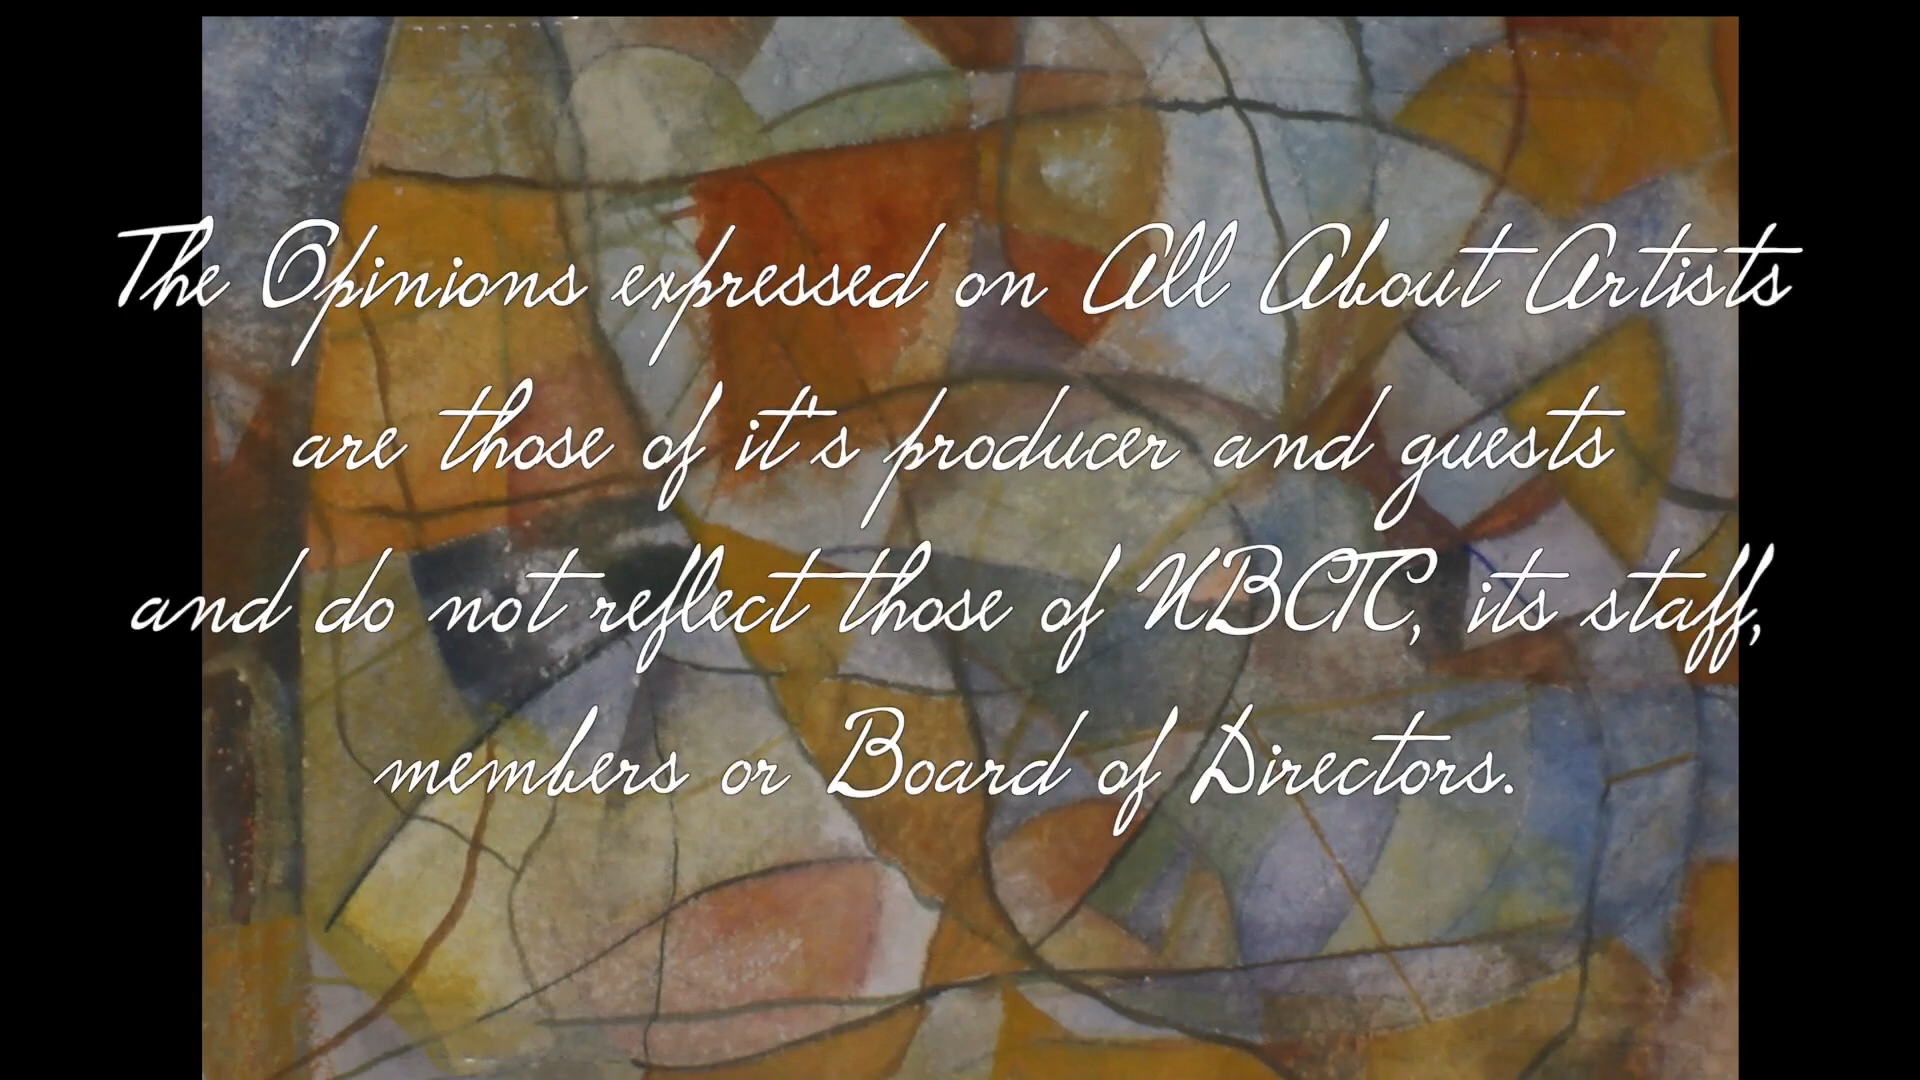 The Opinions expressed on All About Artists
are those of it's producer and guests
and do not reflect those of NBCTC, its staff,
members or Board of Directors.